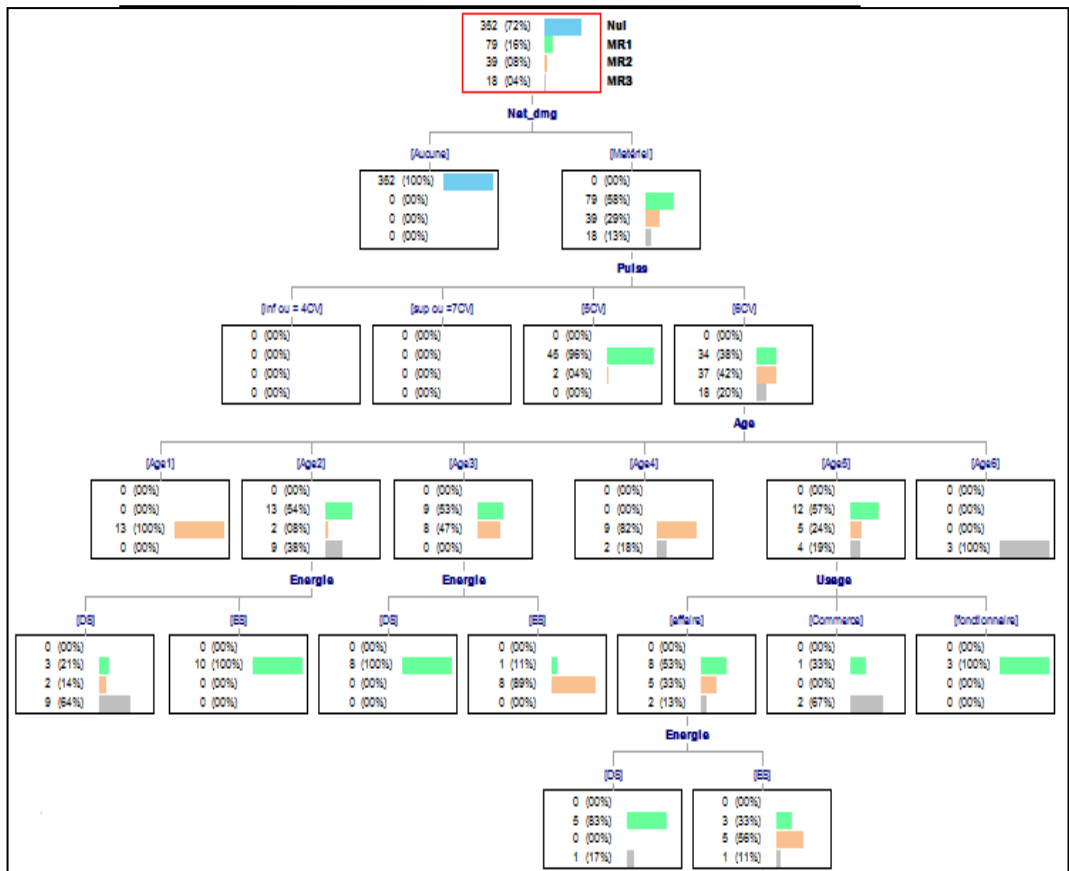 352 (72%) Nul
79 (16%) MR1
39 (08%) MR2
18 (04%) MR3
Nat_dmg
[Aucune] [Matériel]
352 (100%) 0 (00%)
0 (00%) 79 (58%)
0 (00%) 39 (29%)
0 (00%) 18 (13%)
Puiss
[inf ou = 4CV] [sup ou =7CV] [5CV] [6CV]
0 (00%) 0 (00%) 0 (00%) 0 (00%)
0 (00%) 0 (00%) 45 (96%) 34 (38%)
0 (00%) 0 (00%) 2 (04%) 37 (42%)
0 (00%) 0 (00%) 0 (00%) 18 (20%)
Age
[Age1] [Age2] [Age3] [Age4] [Age5] [Age6]
0 (00%) 0 (00%) 0 (00%) 0 (00%) 0 (00%) 0 (00%)
0 (00%) 13 (54%) 9 (53%) 0 (00%) 12 (57%) 0 (00%)
13 (100%) 2 (08%) 8 (47%) 9 (82%) 5 (24%) 0 (00%)
0 (00%) 9 (38%) 0 (00%) 2 (18%) 4 (19%) 3 (100%)
Energie Energie Usage
[DS] [ES] [DS] [ES] [affaire] [Commerce] [fonctionnaire]
0 (00%) 0 (00%) 0 (00%) 0 (00%) 0 (00%) 0 (00%) 0 (00%)
3 (21%) 10 (100%) 8 (100%) 1 (11%) 8 (53%) 1 (33%) 3 (100%)
2 (14%) 0 (00%) 0 (00%) 8 (89%) 5 (33%) 0 (00%) 0 (00%)
9 (64%) 0 (00%) 0 (00%) 0 (00%) 2 (13%) 2 (67%) 0 (00%)
Energie
[DS] [ES]
0 (00%) 0 (00%)
5 (83%) 3 (33%)
0 (00%) 5 (56%)
1 (17%) 1 (11%)